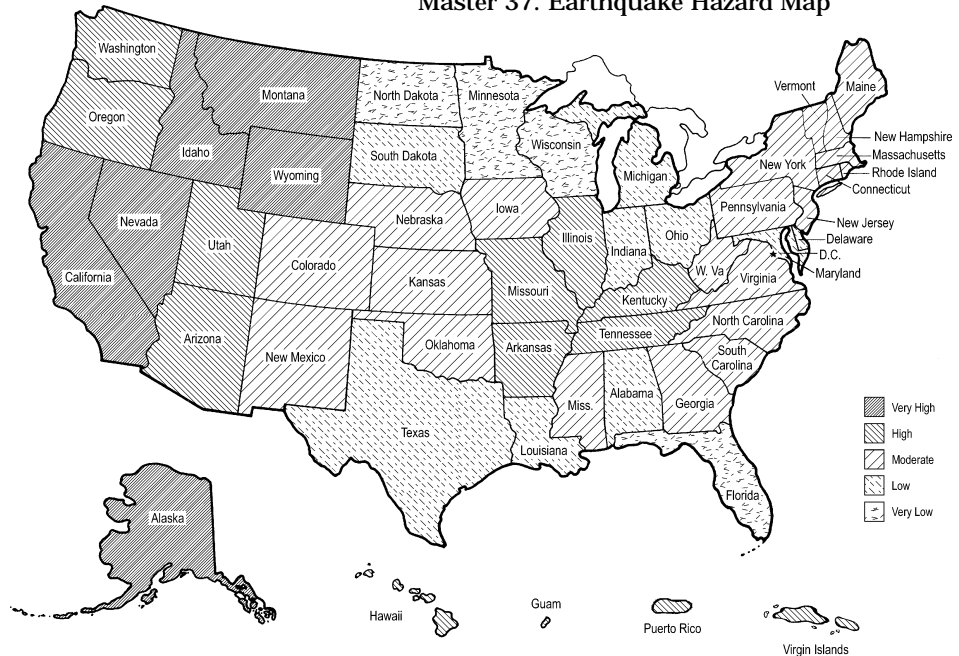 Master 37. Earthquake Hazard Map
Washington
Montana
North Dakota
Minnesota
Vermont
Maine
Oregon
Idaho
Wyoming
South Dakota
Wisconsin
Michigan
New York
New Hampshire
Massachusetts
Rhode Island
Connecticut
Nevada
Utah
Colorado
Nebraska
Iowa
Illinois
Indiana
Ohio
Pennsylvania
New Jersey
Delaware
D.C.
Maryland
California
Kansas
Missouri
Kentucky
W. Va
Virginia
Arizona
New Mexico
Oklahoma
Arkansas
Tennessee
North Carolina
South
Carolina
Texas
Louisiana
Miss.
Alabama
Georgia
Florida
Very High
High
Moderate
Low
Very Low
Alaska
Hawaii
Guam
Puerto Rico
Virgin Islands